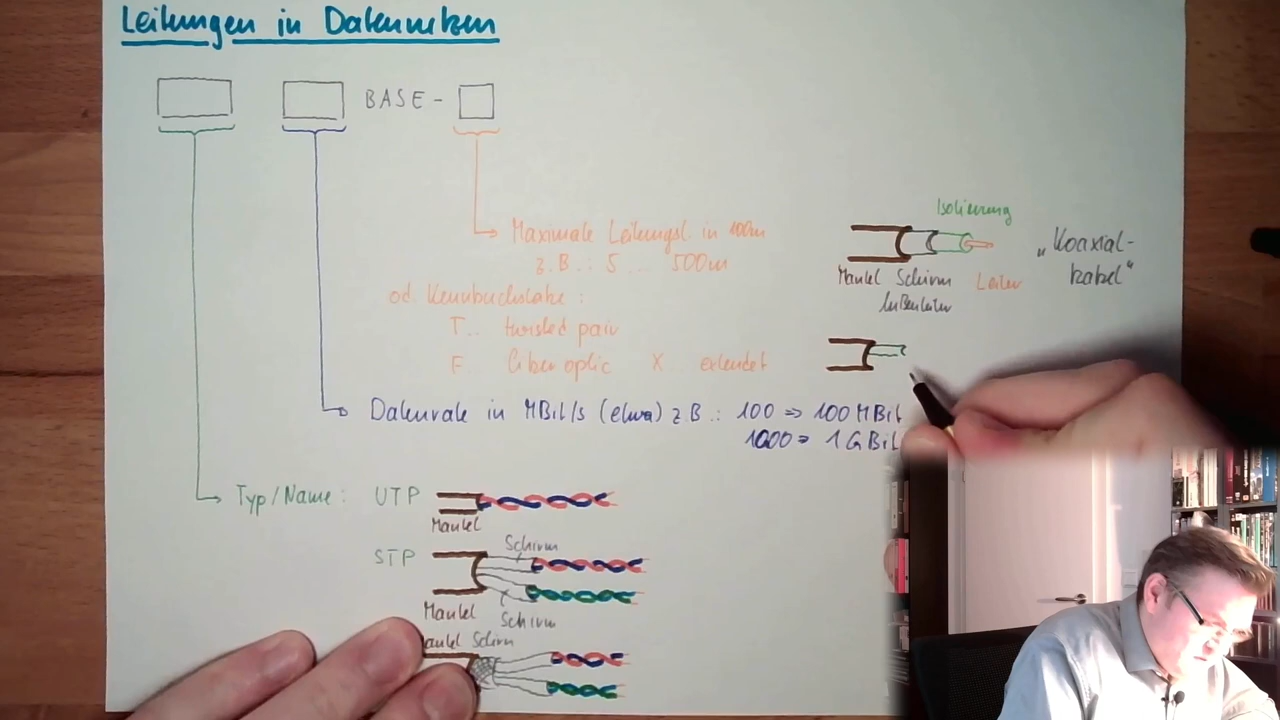 Leitungen in Datennetzen
BASE -
Maximale Leitungsl in 100m
z.B.: 5 ... 500m
od. Kennbuchstabe :
T.. twisted pair
F. fiber optic X extendet
Datenrate in MBit/s (etwa) z.B.: 100 => 100 MBit
1000 => 1 GBit
Typ/Name: UTP
Mantel
STP
Schirm
Mantel
Schirm
Mantel Schirm
Isolierung
Mantel Schirm Leiter
Außenleiter
„Koaxial-
kabel“